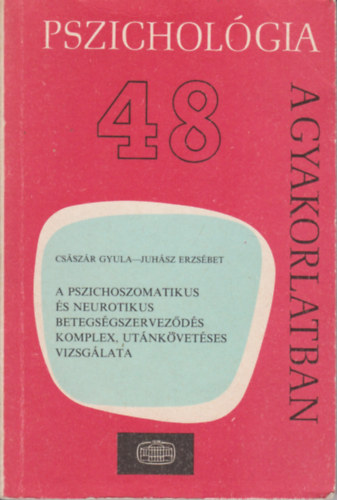 PSZICHOLÓGIA
A GYAKORLATBAN
48
CSÁSZÁR GYULA—JUHÁSZ ERZSÉBET
A PSZICHOSZOMATIKUS
ÉS NEUROTIKUS
BETEGSÉGSZERVEZŐDÉS
KOMPLEX, UTÁNKÖVETÉSES
VIZSGÁLATA